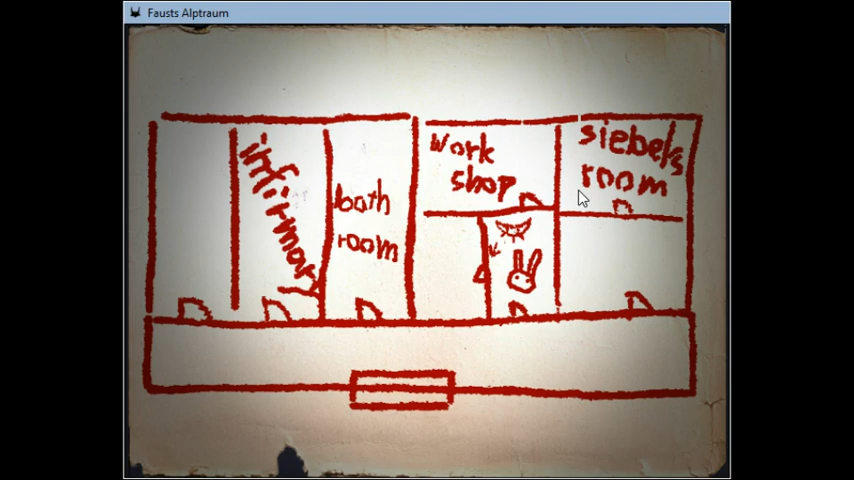 Fausts Alptraum
infirmary
bath
room
work
shop
siebels
room